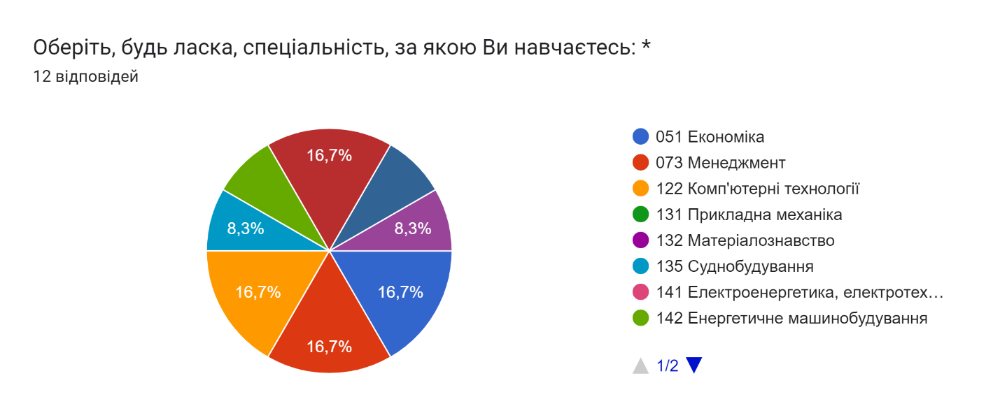 Оберіть, будь ласка, спеціальність, за якою Ви навчаєтесь: *
12 відповідей
16,7%
8,3%
8,3%
16,7%
16,7%
16,7%
051 Економіка
073 Менеджмент
122 Комп'ютерні технології
131 Прикладна механіка
132 Матеріалознавство
135 Суднобудування
141 Електроенергетика, електротех…
142 Енергетичне машинобудування
1/2